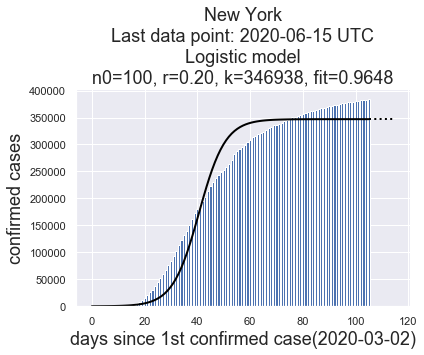 New York
Last data point: 2020-06-15 UTC
Logistic model
n0=100, r=0.20, k=346938, fit=0.9648
400000
350000
300000
250000
200000
150000
100000
50000
0
confirmed cases
0 20 40 60 80 100 120
days since 1st confirmed case(2020-03-02)